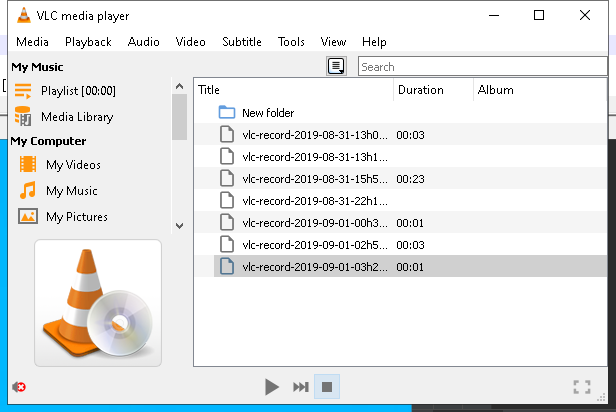 VLC media player
Media Playback Audio Video Subtitle Tools View Help
My Music
Playlist [00:00]
Media Library
My Computer
My Videos
My Music
My Pictures
Search
Title Duration Album
New folder
vlc-record-2019-08-31-13h0... 00:03
vlc-record-2019-08-31-13h1...
vlc-record-2019-08-31-15h5... 00:23
vlc-record-2019-08-31-22h1...
vlc-record-2019-09-01-00h3... 00:01
vlc-record-2019-09-01-02h5... 00:03
vlc-record-2019-09-01-03h2... 00:01